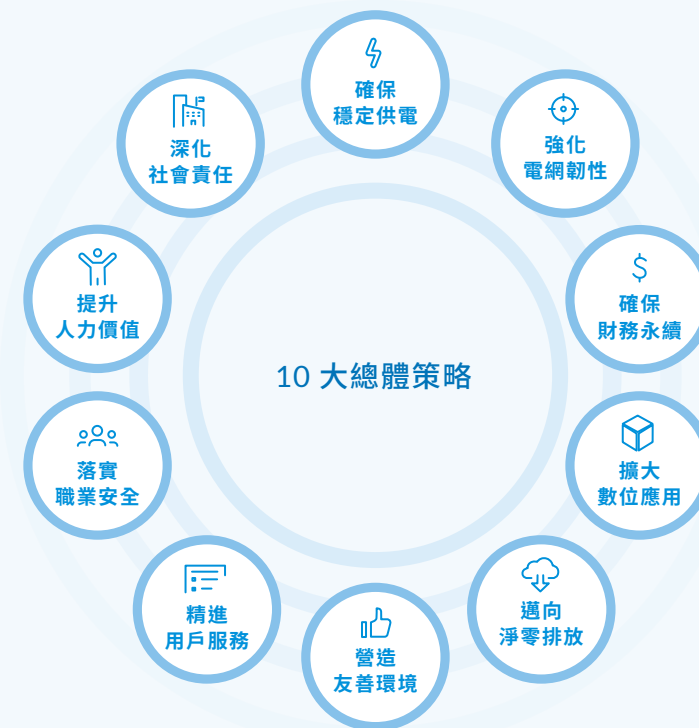 10 大總體策略
確保
穩定供電
強化
電網韌性
確保
財務永續
擴大
數位應用
邁向
淨零排放
營造
友善環境
精進
用戶服務
落實
職業安全
提升
人力價值
深化
社會責任